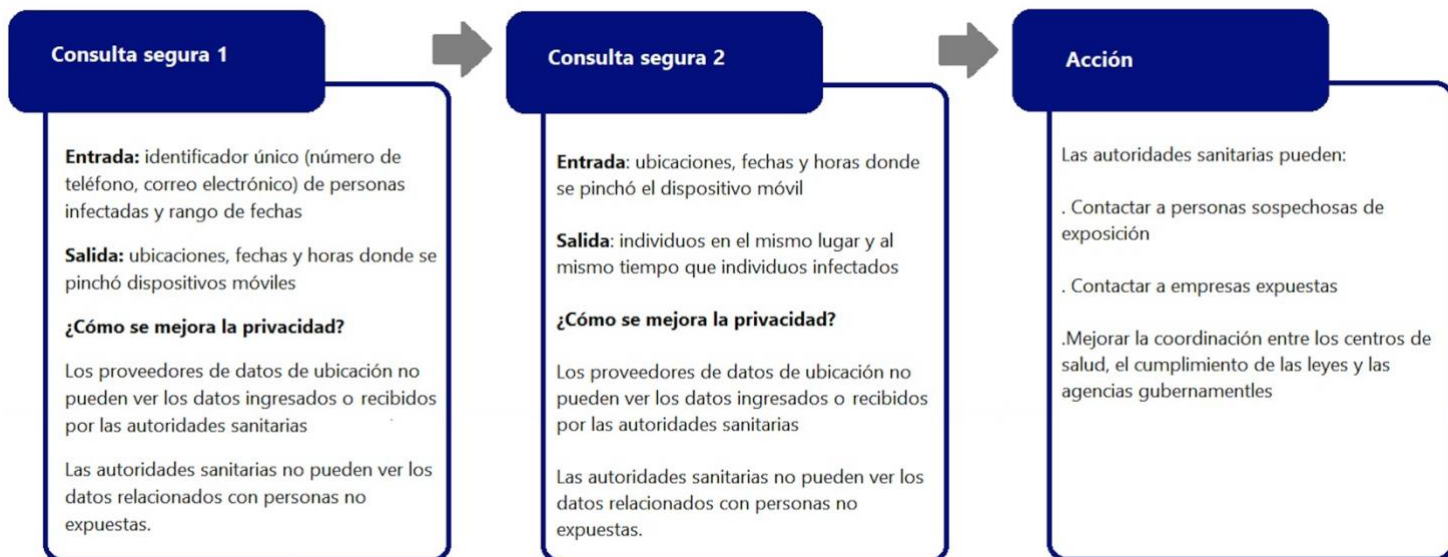 Consulta segura 1
Entrada: identificador único (número de
teléfono, correo electrónico) de personas
infectadas y rango de fechas
Salida: ubicaciones, fechas y horas donde se
pinchó dispositivos móviles
¿Cómo se mejora la privacidad?
Los proveedores de datos de ubicación no
pueden ver los datos ingresados o recibidos
por las autoridades sanitarias
Las autoridades sanitarias no pueden ver los
datos relacionados con personas no
expuestas.
Consulta segura 2
Entrada: ubicaciones, fechas y horas donde
se pinchó el dispositivo móvil
Salida: individuos en el mismo lugar y al
mismo tiempo que individuos infectados
¿Cómo se mejora la privacidad?
Los proveedores de datos de ubicación no
pueden ver los datos ingresados o recibidos
por las autoridades sanitarias
Las autoridades sanitarias no pueden ver los
datos relacionados con personas no
expuestas.
Acción
Las autoridades sanitarias pueden:
. Contactar a personas sospechosas de
exposición
. Contactar a empresas expuestas
.Mejorar la coordinación entre los centros de
salud, el cumplimiento de las leyes y las
agencias gubernamentles